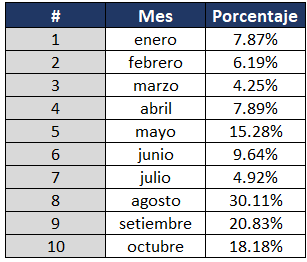 # Mes Porcentaje
1 enero 7.87%
2 febrero 6.19%
3 marzo 4.25%
4 abril 7.89%
5 mayo 15.28%
6 junio 9.64%
7 julio 4.92%
8 agosto 30.11%
9 setiembre 20.83%
10 octubre 18.18%